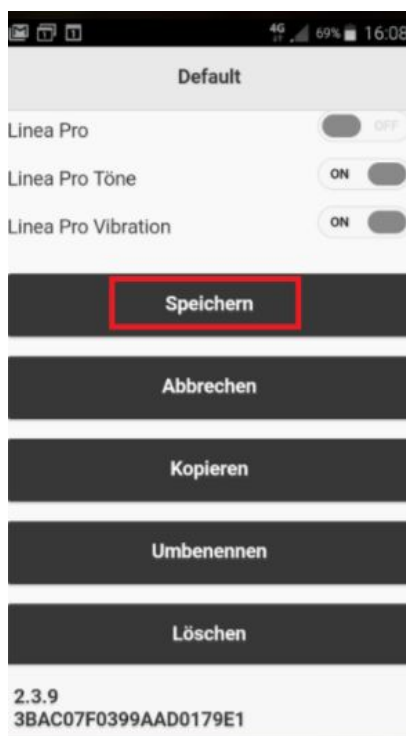 4G 69% 16:08
Default
Linea Pro OFF
Linea Pro Töne ON
Linea Pro Vibration ON
Speichern
Abbrechen
Kopieren
Umbenennen
Löschen
2.3.9
3BAC07F0399AAD0179E1